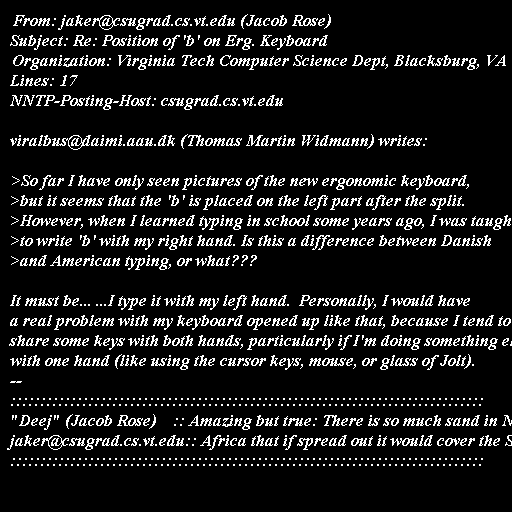 From: jaker@csugrad.cs.vt.edu (Jacob Rose)
Subject: Re: Position of 'b' on Erg. Keyboard
Organization: Virginia Tech Computer Science Dept, Blacksburg, VA
Lines: 17
NNTP-Posting-Host: csugrad.cs.vt.edu

viralbus@daimi.aau.dk (Thomas Martin Widmann) writes:

>So far I have only seen pictures of the new ergonomic keyboard,
>but it seems that the 'b' is placed on the left part after the split.
>However, when I learned typing in school some years ago, I was taugh
>to write 'b' with my right hand. Is this a difference between Danish
>and American typing, or what???

It must be... ...I type it with my left hand.  Personally, I would have
a real problem with my keyboard opened up like that, because I tend to
share some keys with both hands, particularly if I'm doing something el
with one hand (like using the cursor keys, mouse, or glass of Jolt).
--
:::::::::::::::::::::::::::::::::::::::::::::::::::::::::::::::::::::::::::::::
"Deej" (Jacob Rose)    :: Amazing but true: There is so much sand in N
jaker@csugrad.cs.vt.edu:: Africa that if spread out it would cover the S
:::::::::::::::::::::::::::::::::::::::::::::::::::::::::::::::::::::::::::::::